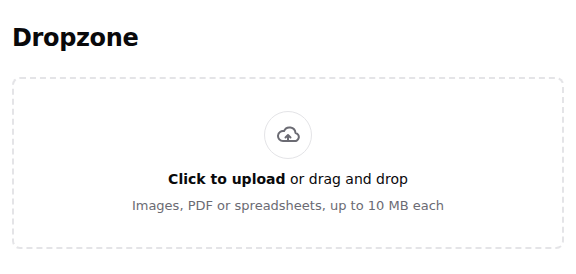 Dropzone
Click to upload or drag and drop
Images, PDF or spreadsheets, up to 10 MB each